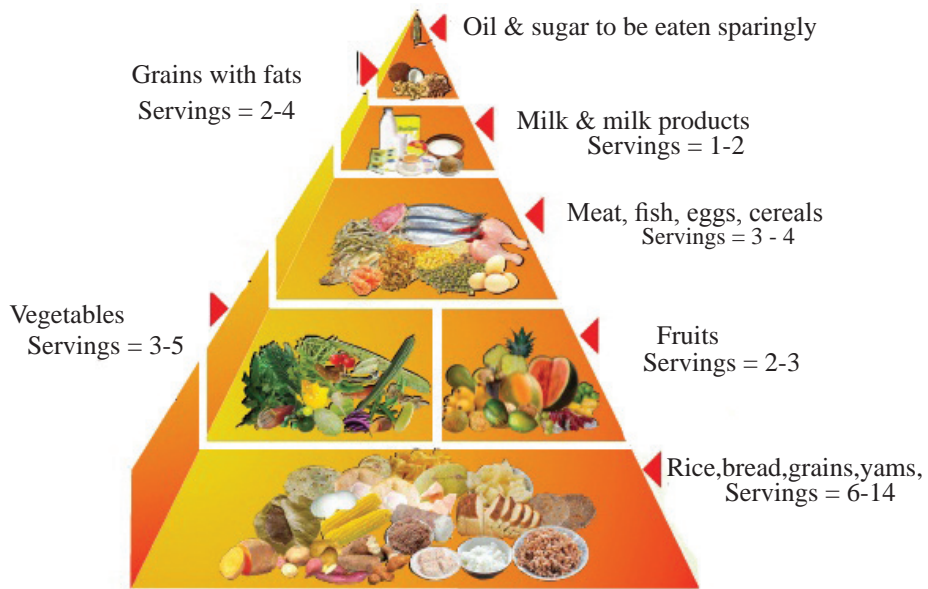 Oil & sugar to be eaten sparingly
Grains with fats
Servings = 2-4
Milk & milk products
Servings = 1-2
Meat, fish, eggs, cereals
Servings = 3 - 4
Vegetables
Servings = 3-5
Fruits
Servings = 2-3
Rice,bread,grains,yams,
Servings = 6-14